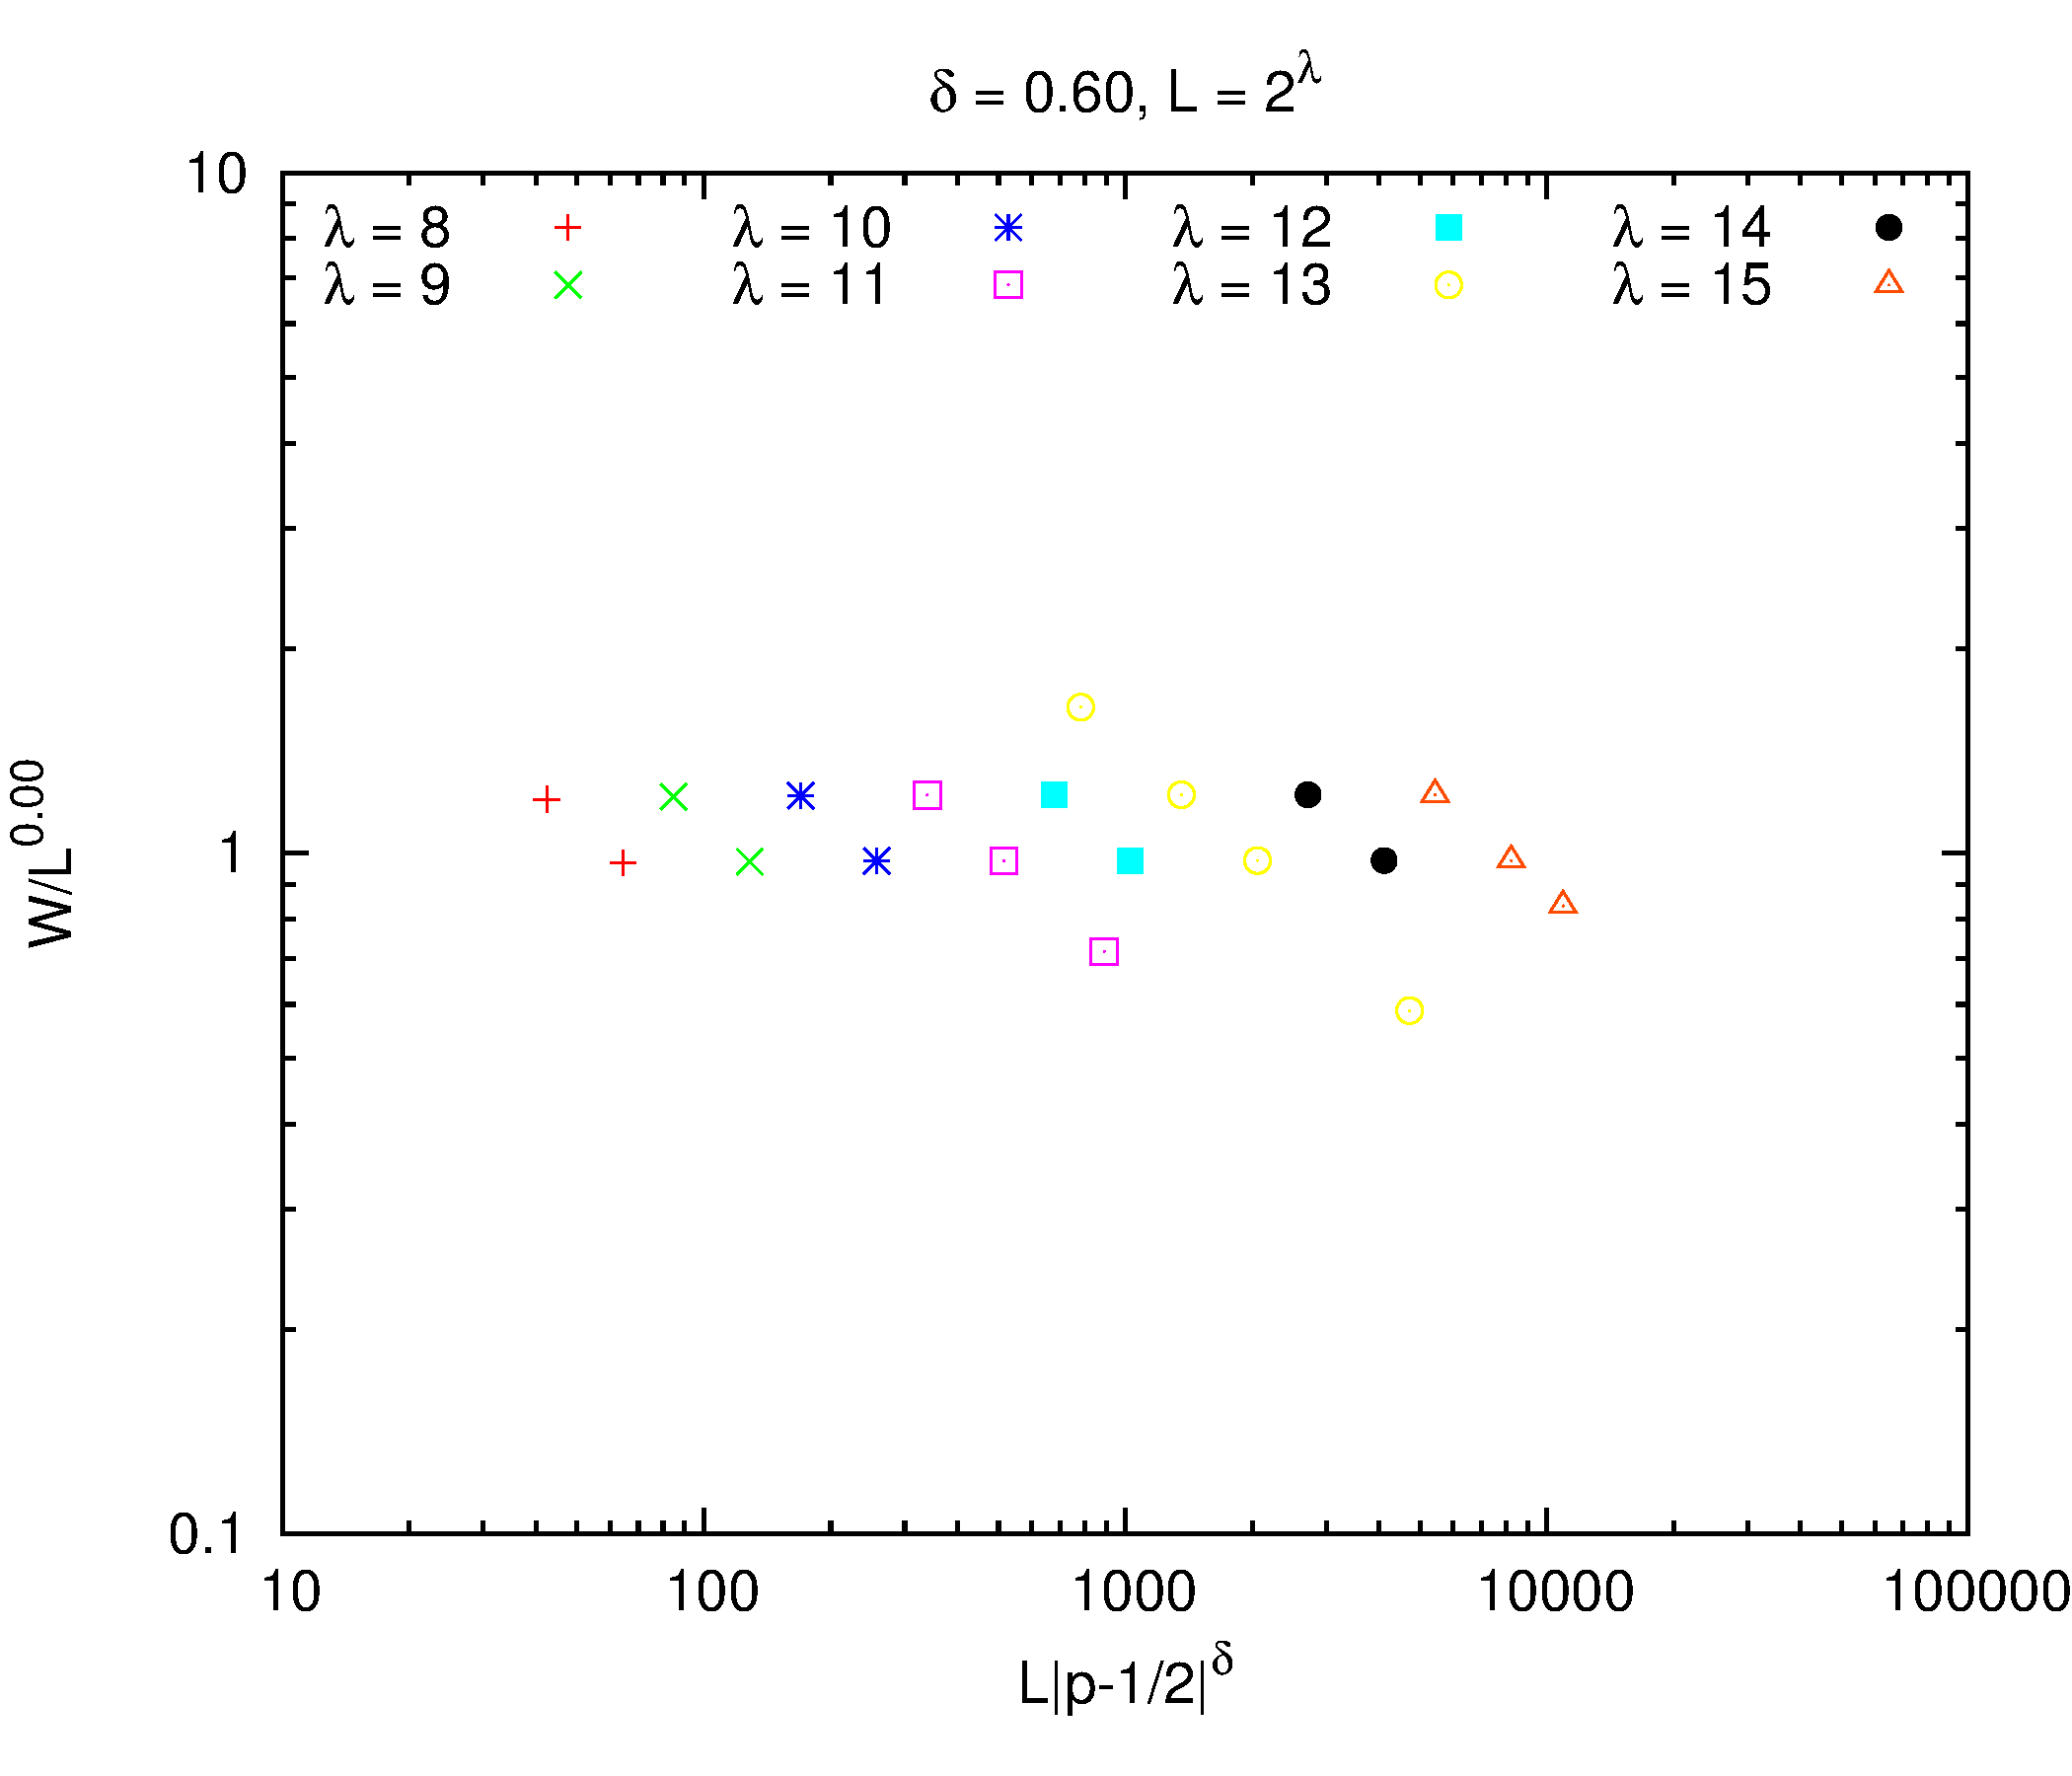 δ = 0.60, L = 2^λ
10
λ = 8 λ = 10 λ = 12 λ = 14
λ = 9 λ = 11 λ = 13 λ = 15
W/L^0.00
1
0.1
10 100 1000 10000 100000
L|p-1/2|^δ